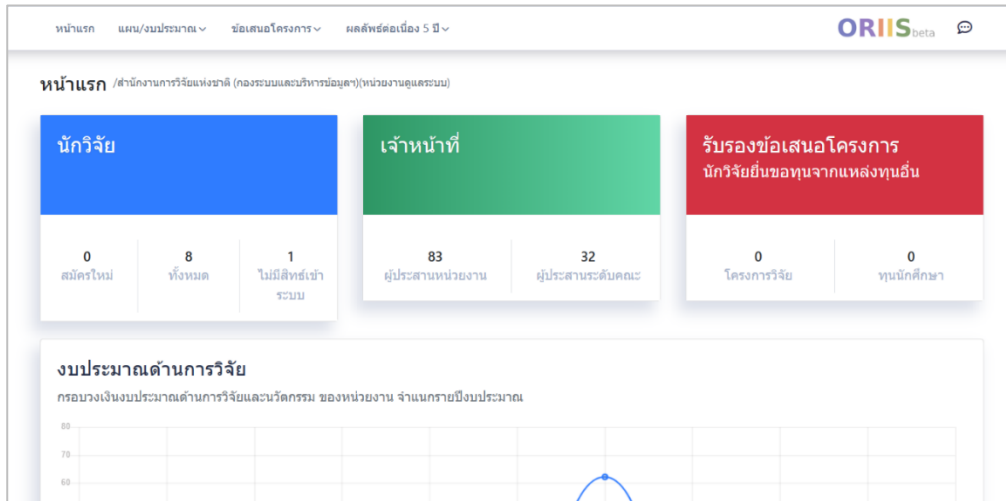 หน้าแรก แผน/งบประมาณ ข้อเสนอโครงการ ผลลัพธ์ต่อเนื่อง 5 ปี ORIIS beta
หน้าแรก /สำนักงานการวิจัยแห่งชาติ (กองระบบและบริหารข้อมูลฯ)(หน่วยงานดูแลระบบ)
นักวิจัย
0 8 1
สมัครใหม่ ทั้งหมด ไม่มีสิทธ์เข้า
ระบบ
เจ้าหน้าที่
83 32
ผู้ประสานหน่วยงาน ผู้ประสานระดับคณะ
รับรองข้อเสนอโครงการ
นักวิจัยยื่นขอทุนจากแหล่งทุนอื่น
0 0
โครงการวิจัย ทุนนักศึกษา
งบประมาณด้านการวิจัย
กรอบวงเงินงบประมาณด้านการวิจัยและนวัตกรรม ของหน่วยงาน จำแนกรายปีงบประมาณ
80
70
60